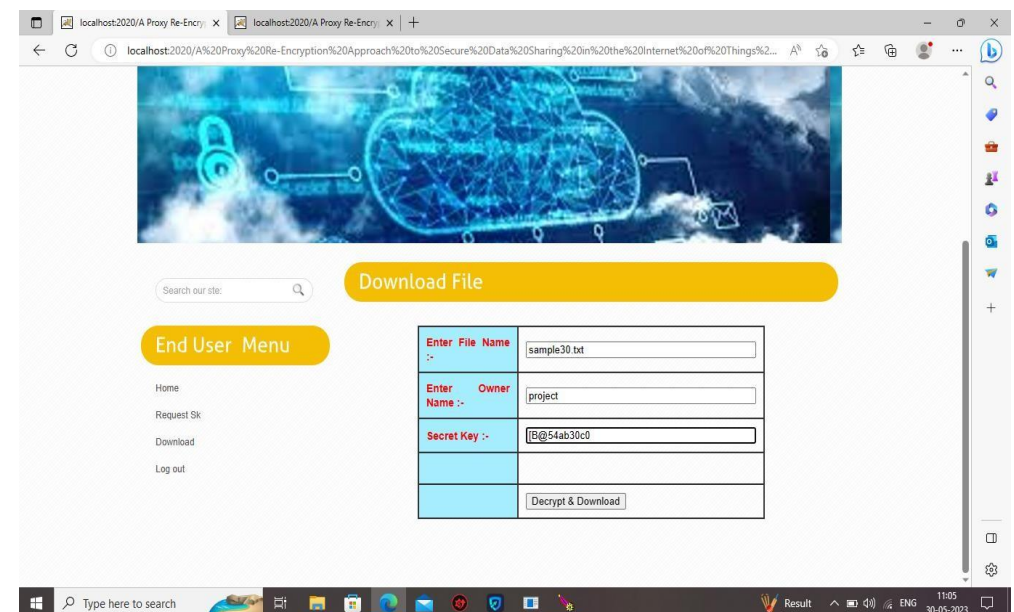 localhost:2020/A Proxy Re-Encry
localhost:2020/A Proxy Re-Encry
localhost:2020/A%20Proxy%20Re-Encryption%20Approach%20to%20Secure%20Data%20Sharing%20in%20the%20Internet%20of%20Things%2...
Download File
Search our ste:
End User Menu
Home
Request Sk
Download
Log out
Enter File Name :-
sample30.txt
Enter Owner
Name :-
project
Secret Key :-
[B@54ab30c0
Decrypt & Download
Type here to search
Result
ENG
11:05
30-05-2023